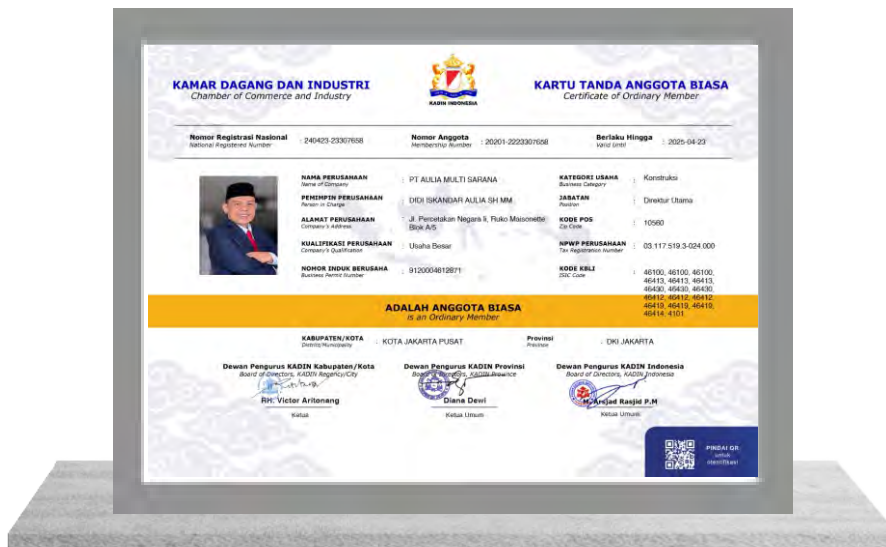 KAMAR DAGANG DAN INDUSTRI
Chamber of Commerce and Industry
KADIN INDONESIA
KARTU TANDA ANGGOTA BIASA
Certificate of Ordinary Member
Nomor Registrasi Nasional
National Registered Number
: 240423-23307658
Nomor Anggota
Membership Number
: 20201-2223307658
Berlaku Hingga
Valid Until
: 2025-04-23
NAMA PERUSAHAAN
Name of Company
: PT AULIA MULTI SARANA
PEMIMPIN PERUSAHAAN
Person in Charge
: DIDI ISKANDAR AULIA SH MM
ALAMAT PERUSAHAAN
Company's Address
: Jl. Percetakan Negara Ii, Ruko Maisonette
Blok A/5
KUALIFIKASI PERUSAHAAN
Company's Qualification
: Usaha Besar
NOMOR INDUK BERUSAHA
Business Permit Number
: 9120004612871
KATEGORI USAHA
Business Category
: Konstruksi
JABATAN
Position
: Direktur Utama
KODE POS
Zip Code
: 10560
NPWP PERUSAHAAN
Tax Registration Number
: 03.117.519.3-024.000
KODE KBLI
ISIC Code
: 46100, 46100, 46100,
46413, 46413, 46413,
46430, 46430, 46430,
46412, 46412, 46412,
46419, 46419, 46419,
46414, 4101
ADALAH ANGGOTA BIASA
is an Ordinary Member
KABUPATEN/KOTA
District/Municipality
: KOTA JAKARTA PUSAT
Provinsi
Province
: DKI JAKARTA
Dewan Pengurus KADIN Kabupaten/Kota
Board of Directors, KADIN Regency/City
RH. Victor Aritonang
Ketua
Dewan Pengurus KADIN Provinsi
Board of Directors, KADIN Province
Diana Dewi
Ketua Umum
Dewan Pengurus KADIN Indonesia
Board of Directors, KADIN Indonesia
M. Arsjad Rasjid P.M
Ketua Umum
PINDAI QR
untuk
identifikasi